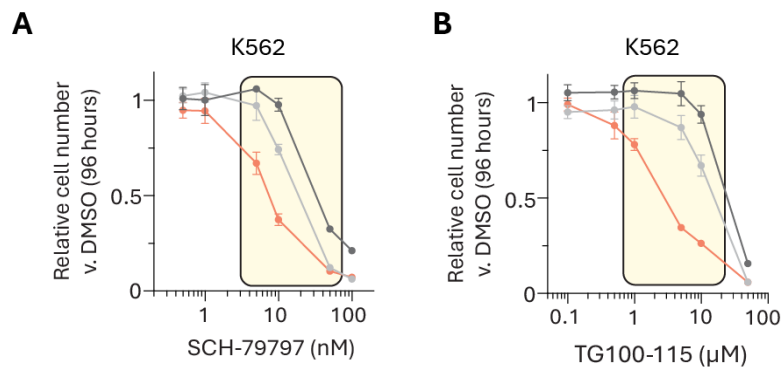 A
K562
Relative cell number
v. DMSO (96 hours)
1
0.5
0
1
10
100
SCH-79797 (nM)
B
K562
Relative cell number
v. DMSO (96 hours)
1
0.5
0
0.1
1
10
100
TG100-115 (µM)